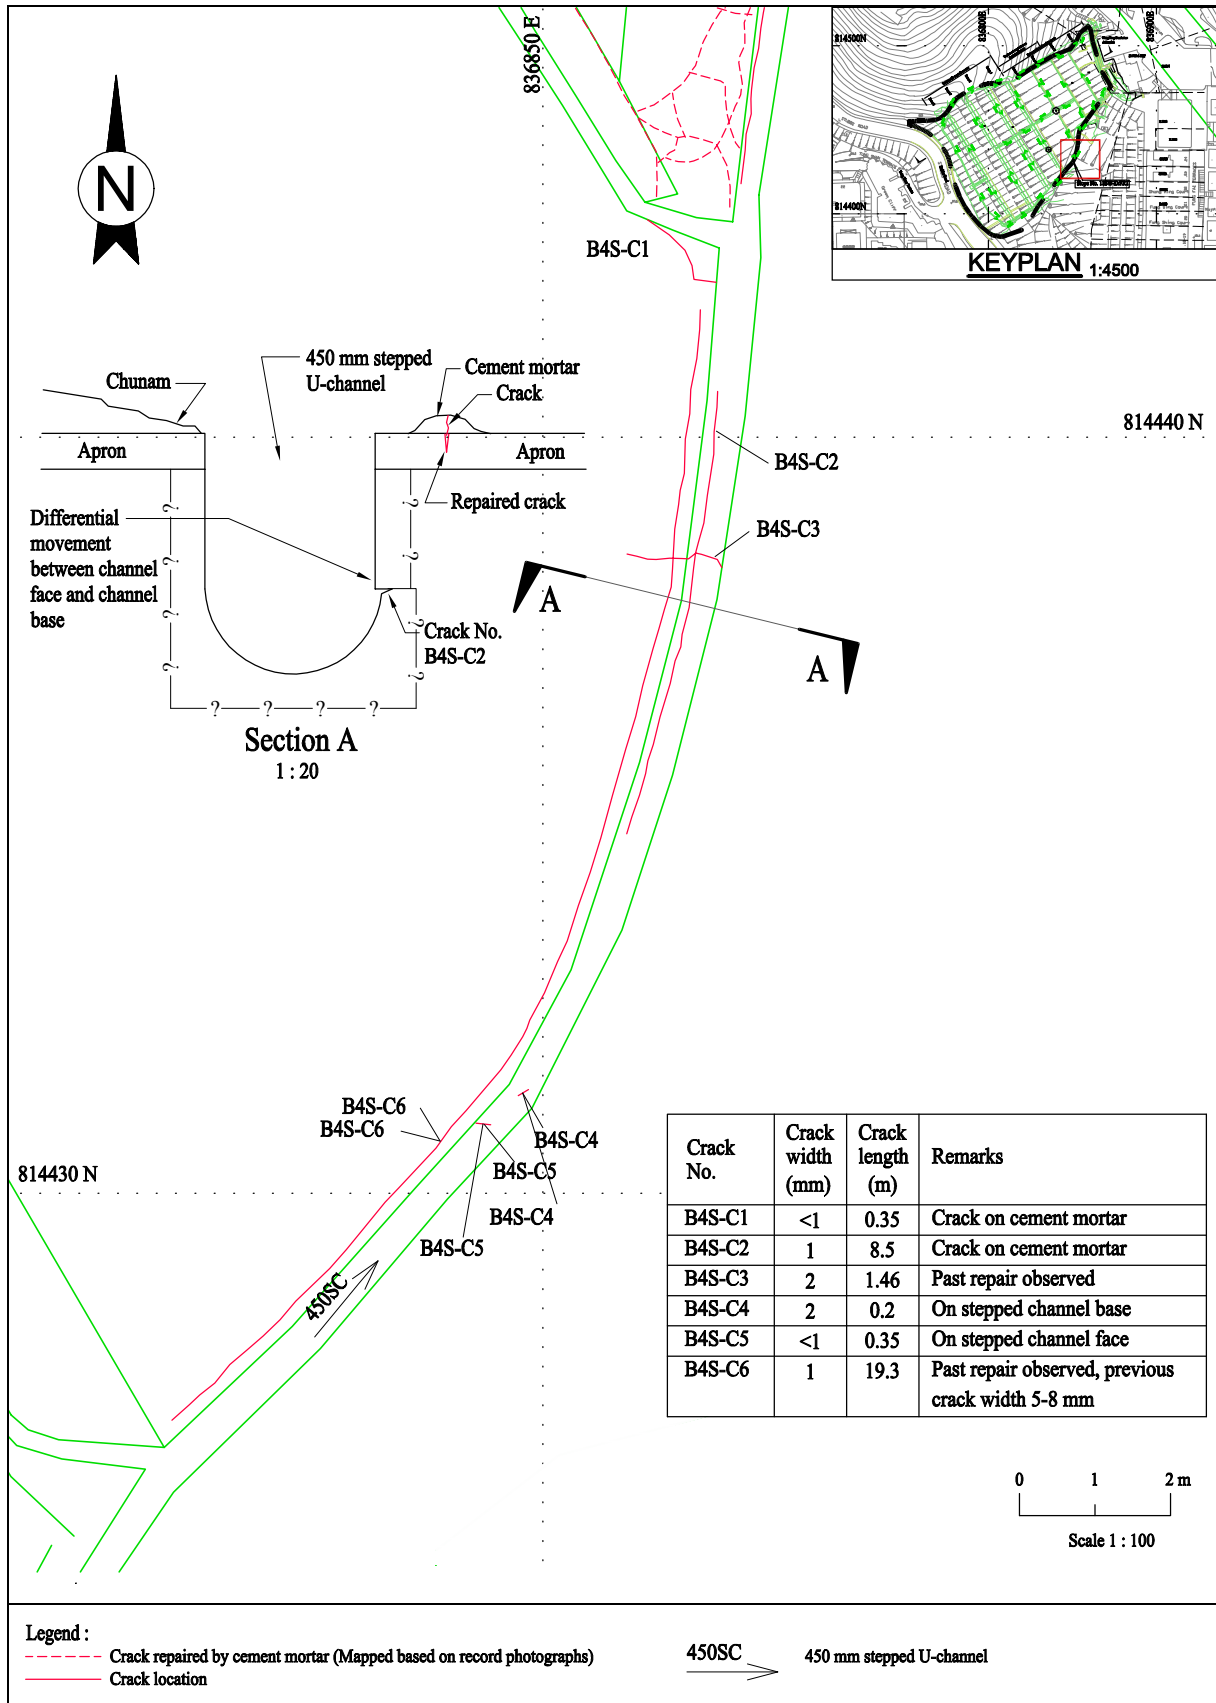 836850 E
814500N
836800E
836900E
814400N
KEYPLAN 1:4500
N
B4S-C1
450 mm stepped
U-channel
Cement mortar
Crack
Chunam
Apron
Apron
Repaired crack
Differential
movement
between channel
face and channel
base
Crack No.
B4S-C2
? ? ? ? ? ? ? ? ? ? ? ?
Section A
1 : 20
814440 N
B4S-C2
B4S-C3
A
A
B4S-C6
B4S-C6
B4S-C4
B4S-C5
B4S-C4
B4S-C5
814430 N
450SC
Crack No. Crack width (mm) Crack length (m) Remarks
B4S-C1 <1 0.35 Crack on cement mortar
B4S-C2 1 8.5 Crack on cement mortar
B4S-C3 2 1.46 Past repair observed
B4S-C4 2 0.2 On stepped channel base
B4S-C5 <1 0.35 On stepped channel face
B4S-C6 1 19.3 Past repair observed, previous
crack width 5-8 mm
0 1 2 m
Scale 1 : 100
Legend :
Crack repaired by cement mortar (Mapped based on record photographs)
Crack location
450SC
450 mm stepped U-channel